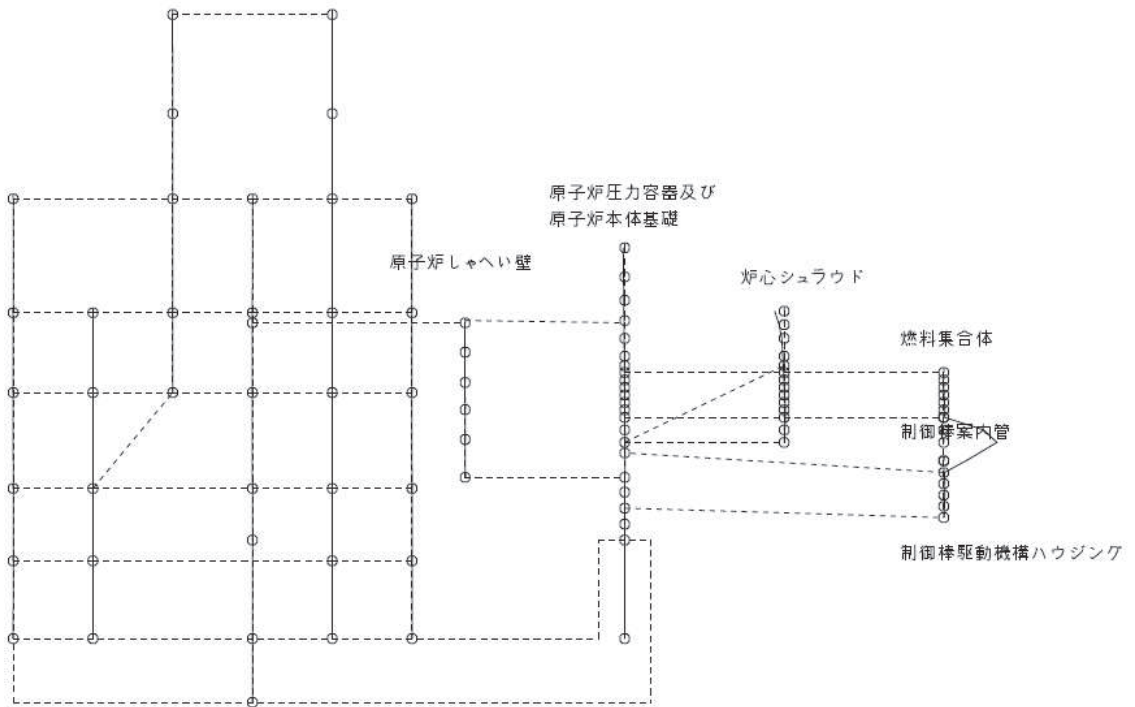 原子炉圧力容器及び
原子炉本体基礎
原子炉しゃへい壁
炉心シュラウド
燃料集合体
制御棒案内管
制御棒駆動機構ハウジング